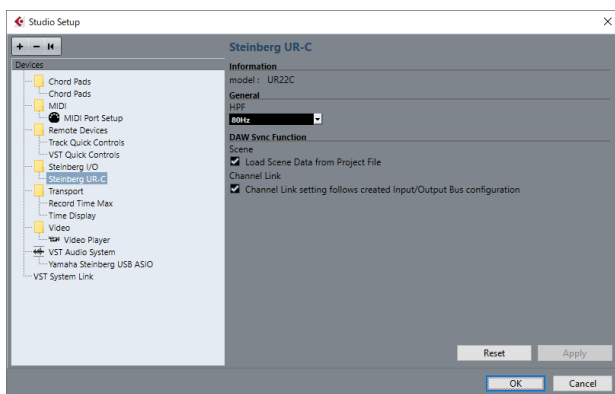 Studio Setup
Steinberg UR-C
Devices
Information
model : UR22C
General
HPF
80Hz
DAW Sync Function
Scene
Load Scene Data from Project File
Channel Link
Channel Link setting follows created Input/Output Bus configuration
Chord Pads
Chord Pads
MIDI
MIDI Port Setup
Remote Devices
Track Quick Controls
VST Quick Controls
Steinberg I/O
Steinberg UR-C
Transport
Record Time Max
Time Display
Video
Video Player
VST Audio System
Yamaha Steinberg USB ASIO
VST System Link
Reset
Apply
OK
Cancel